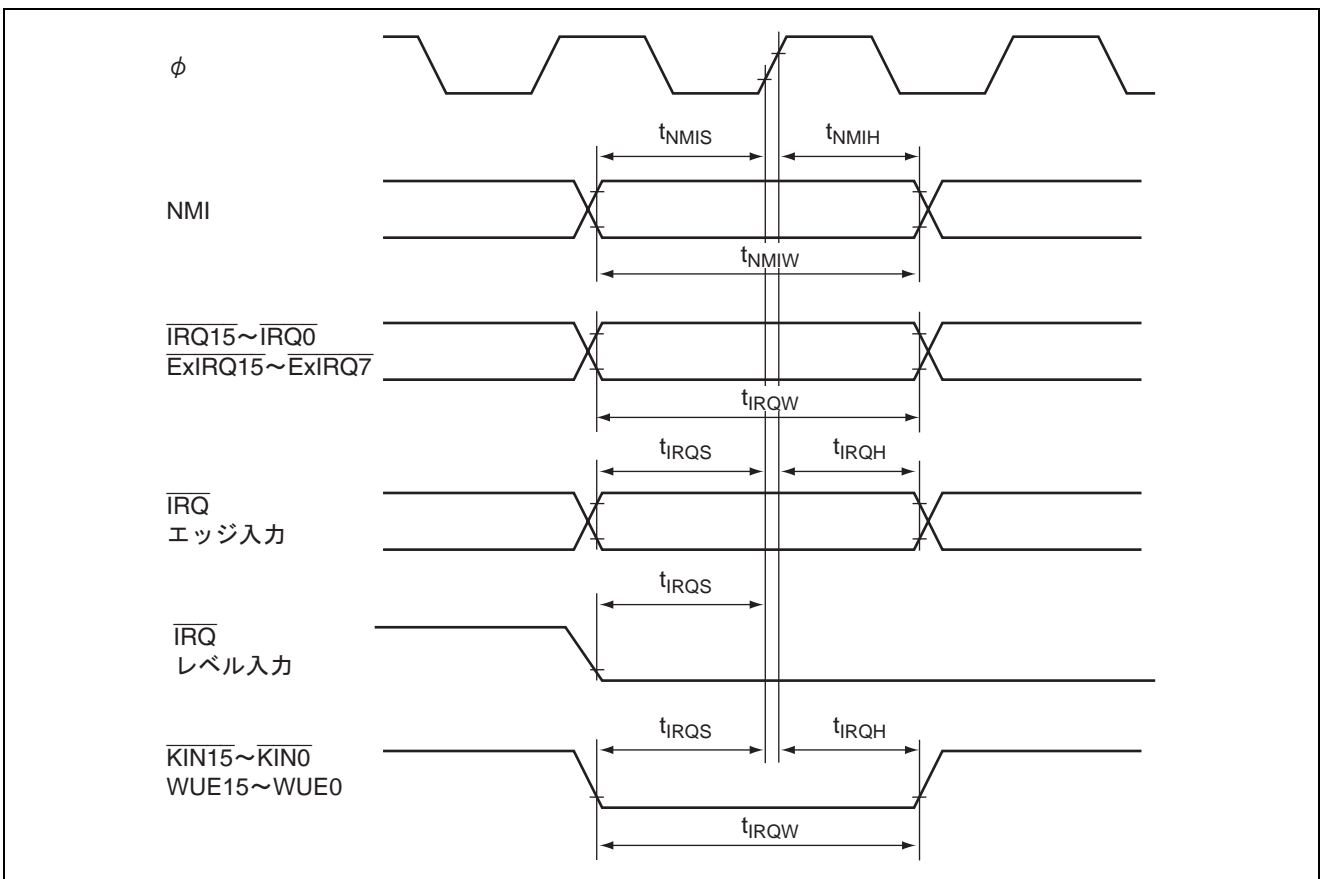 φ
tNMIS
tNMIH
NMI
tNMIW
IRQ15～IRQ0
ExIRQ15～ExIRQ7
tIRQW
tIRQS
tIRQH
IRQ
エッジ入力
tIRQS
IRQ
レベル入力
tIRQS
tIRQH
KIN15～KIN0
WUE15～WUE0
tIRQW